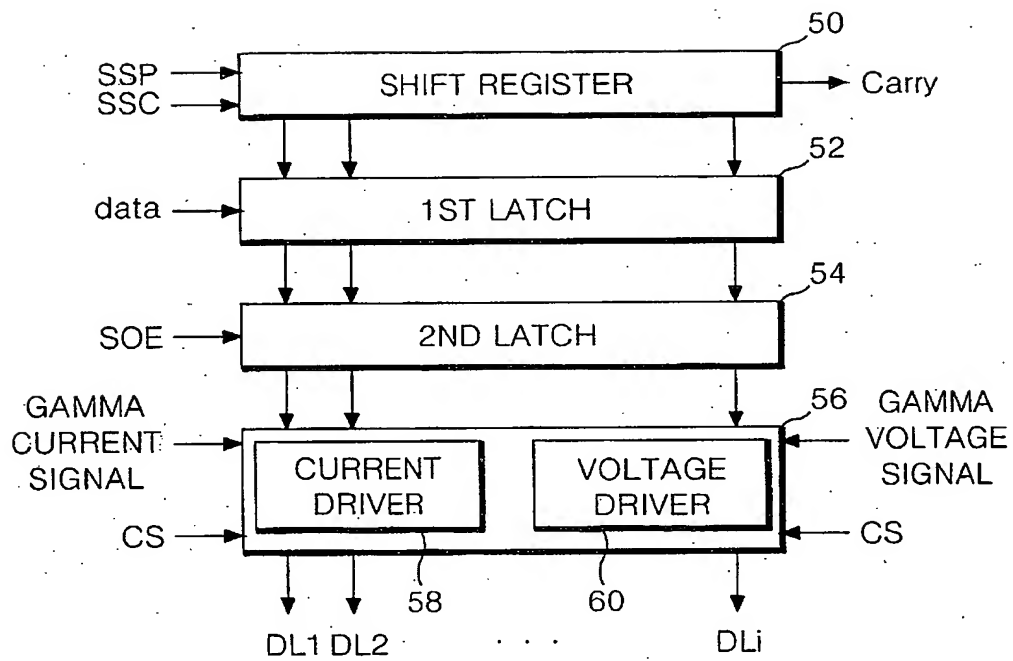 50
SSP
SSC
SHIFT REGISTER
Carry
52
data
1ST LATCH
54
SOE
2ND LATCH
56
GAMMA
CURRENT
SIGNAL
GAMMA
VOLTAGE
SIGNAL
CURRENT
DRIVER
VOLTAGE
DRIVER
CS
CS
58
60
DL1 DL2 . . . DLi